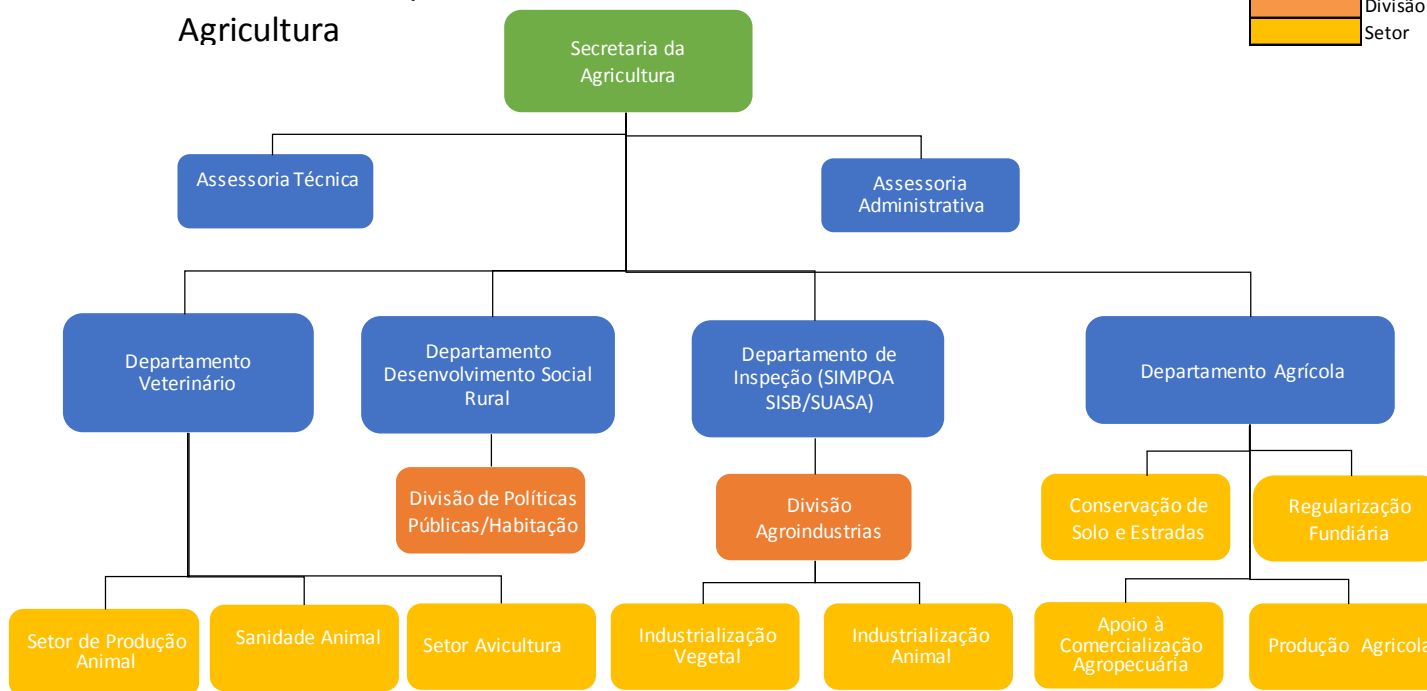 Agricultura
Divisão
Setor
Secretaria da
Agricultura
Assessoria Técnica
Assessoria
Administrativa
Departamento
Veterinário
Departamento
Desenvolvimento Social
Rural
Departamento de
Inspeção (SIMPOA
SISB/SUASA)
Departamento Agrícola
Divisão de Políticas
Públicas/Habitação
Divisão
Agroindustrias
Conservação de
Solo e Estradas
Regularização
Fundiária
Setor de Produção
Animal
Sanidade Animal
Setor Avicultura
Industrialização
Vegetal
Industrialização
Animal
Apoio à
Comercialização
Agropecuária
Produção Agricola